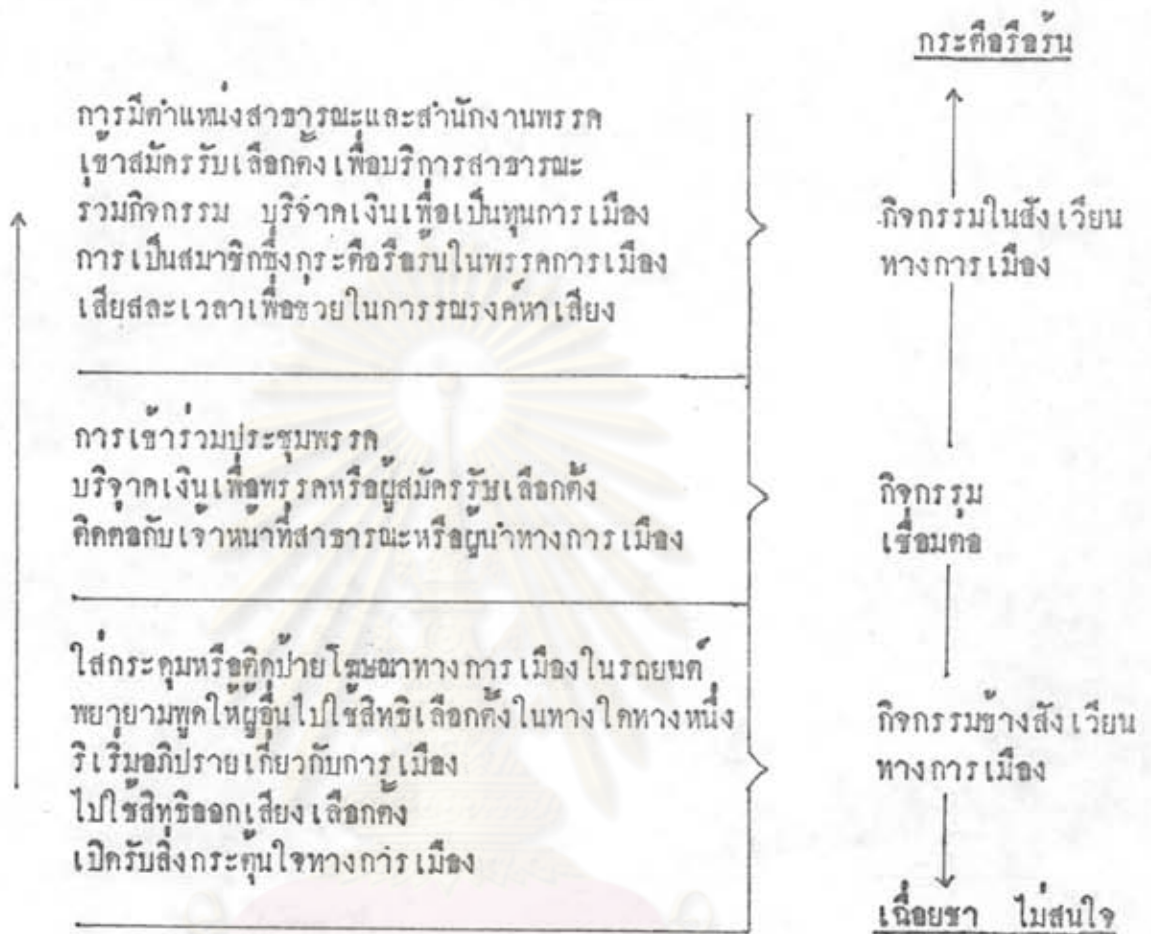 กระตือรือร้น
การมีตำแหน่งสาธารณะและสำนักงานพรรค
เข้าสมัครรับเลือกตั้งเพื่อบริการสาธารณะ
ร่วมกิจกรรม บริจาคเงินเพื่อเป็นทุนการเมือง
การเป็นสมาชิกซึ่งกระตือรือร้นในพรรคการเมือง
เสียสละเวลาเพื่อช่วยในการรณรงค์หาเสียง
กิจกรรมในสังเวียน
ทางการเมือง
การเข้าร่วมประชุมพรรค
บริจาคเงินเพื่อพรรคหรือผู้สมัครรับเลือกตั้ง
ติดต่อกับเจ้าหน้าที่สาธารณะหรือผู้นำทางการเมือง
กิจกรรม
เชื่อมต่อ
ใส่กระดุมหรือติดป้ายโฆษณาทางการเมืองในรถยนต์
พยายามพูดให้ผู้อื่นไปใช้สิทธิเลือกตั้งในทางใดทางหนึ่ง
ริเริ่มอภิปรายเกี่ยวกับการเมือง
ไปใช้สิทธิออกเสียงเลือกตั้ง
เปิดรับสิ่งกระตุ้นใจทางการเมือง
กิจกรรมข้างสังเวียน
ทางการเมือง
เฉื่อยชา ไม่สนใจ